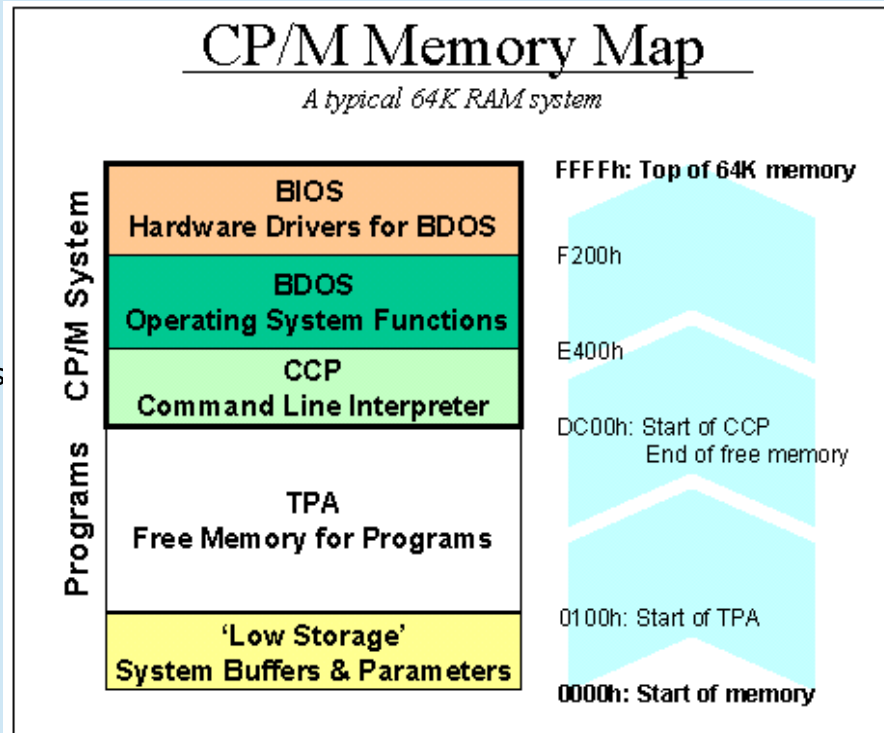 CP/M Memory Map
A typical 64K RAM system
CP/M System
Programs
BIOS
Hardware Drivers for BDOS
BDOS
Operating System Functions
CCP
Command Line Interpreter
TPA
Free Memory for Programs
‘Low Storage’
System Buffers & Parameters
FFFFh: Top of 64K memory
F200h
E400h
DC00h: Start of CCP
End of free memory
0100h: Start of TPA
0000h: Start of memory